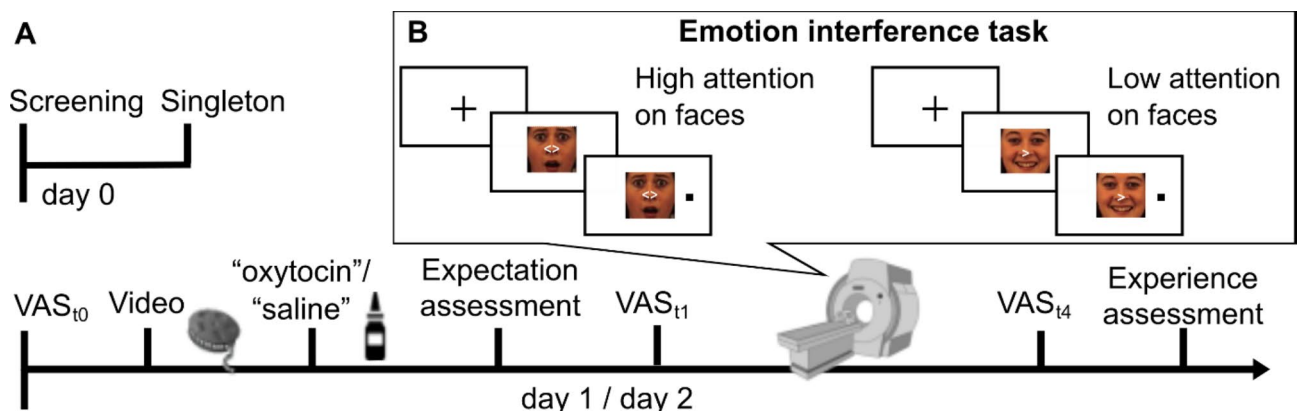 A
Screening Singleton
day 0
B Emotion interference task
High attention
on faces
Low attention
on faces
+
<>
<>
+
>
>
VAS_t0
Video
“oxytocin”/
“saline”
Expectation
assessment
VAS_t1
VAS_t4
Experience
assessment
day 1 / day 2